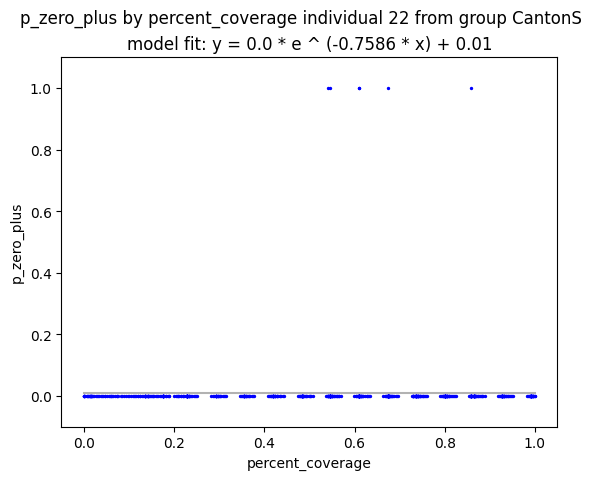 p_zero_plus by percent_coverage individual 22 from group CantonS
model fit: y = 0.0 * e ^ (-0.7586 * x) + 0.01
1.0
0.8
0.6
0.4
0.2
0.0
p_zero_plus
0.0 0.2 0.4 0.6 0.8 1.0
percent_coverage